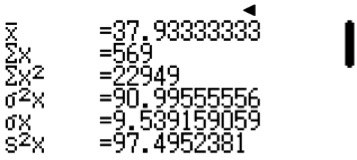 x̄ =37.93333333
Σx =569
Σx² =22949
σ²x =90.99555556
σx =9.539159059
s²x =97.4952381